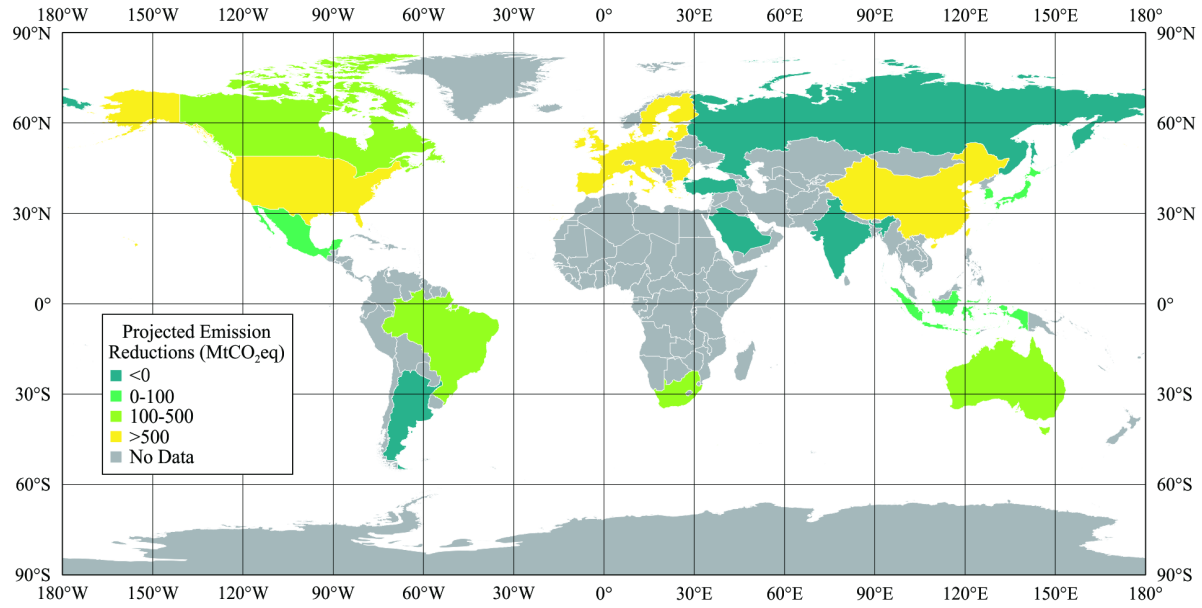 180°W 150°W 120°W 90°W 60°W 30°W 0° 30°E 60°E 90°E 120°E 150°E 180°
90°N 90°N
60°N 60°N
30°N 30°N
0° 0°
Projected Emission
Reductions (MtCO₂eq)
<0
0-100
30°S 30°S
100-500
>500
No Data
60°S 60°S
90°S 90°S
180°W 150°W 120°W 90°W 60°W 30°W 0° 30°E 60°E 90°E 120°E 150°E 180°